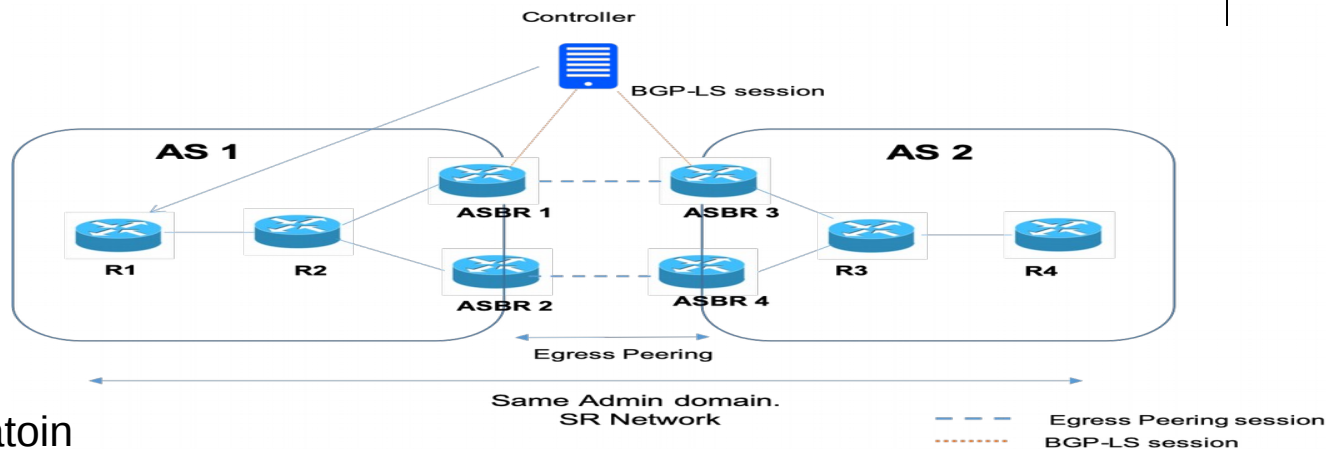 Controller
BGP-LS session
AS 1
AS 2
ASBR 1
ASBR 3
R1
R2
R3
R4
ASBR 2
ASBR 4
Egress Peering
Same Admin domain.
SR Network
atoin
Egress Peering session
BGP-LS session